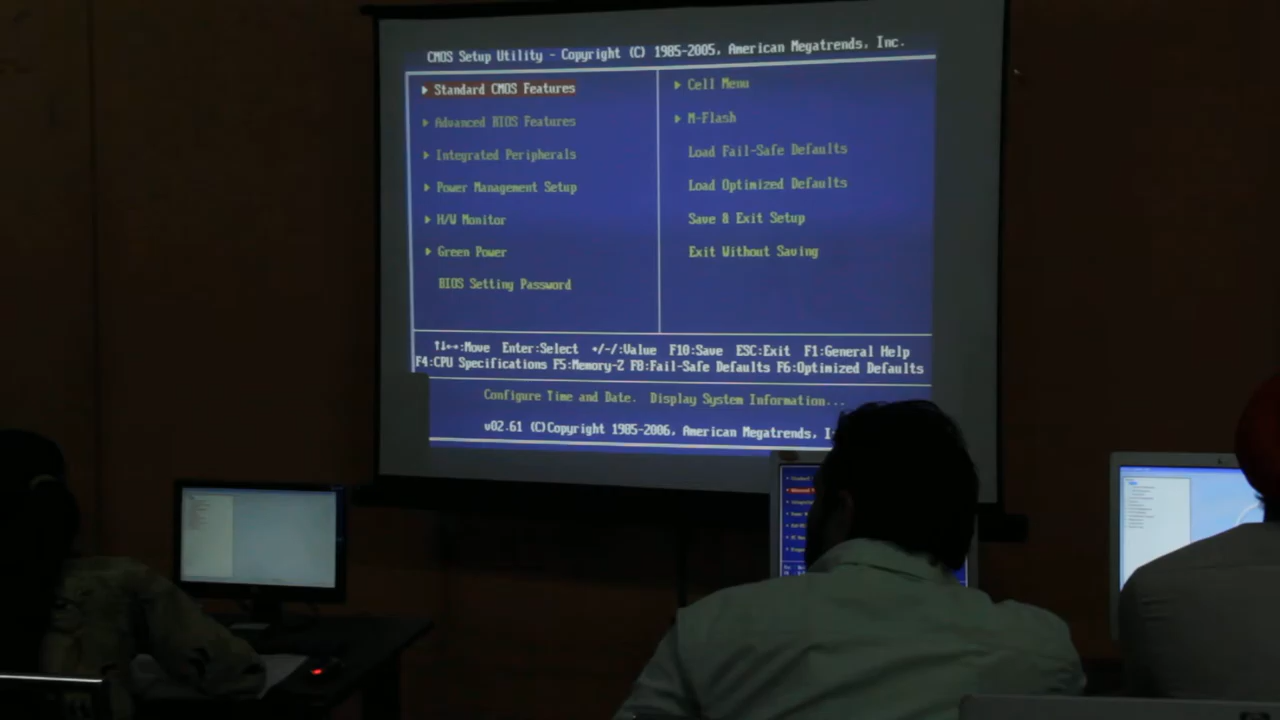 CMOS Setup Utility - Copyright (C) 1985-2005, American Megatrends, Inc.
Standard CMOS Features
Advanced BIOS Features
Integrated Peripherals
Power Management Setup
H/W Monitor
Green Power
BIOS Setting Password
Cell Menu
M-Flash
Load Fail-Safe Defaults
Load Optimized Defaults
Save & Exit Setup
Exit Without Saving
↑↓←→:Move Enter:Select +/-/:Value F10:Save ESC:Exit F1:General Help
F4:CPU Specifications F5:Memory-Z F8:Fail-Safe Defaults F6:Optimized Defaults
Configure Time and Date. Display System Information...
v02.61 (C)Copyright 1985-2006, American Megatrends,